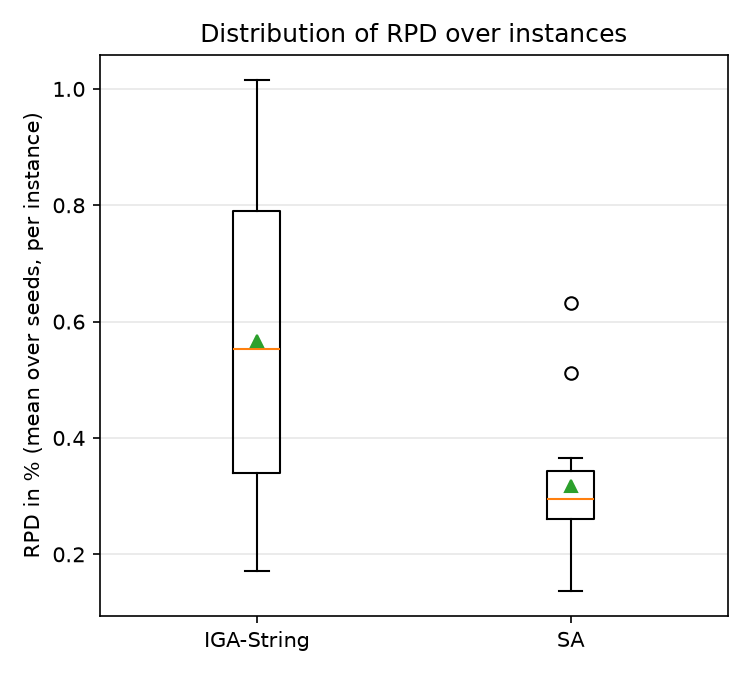 Distribution of RPD over instances
RPD in % (mean over seeds, per instance)
1.0
0.8
0.6
0.4
0.2
IGA-String
SA